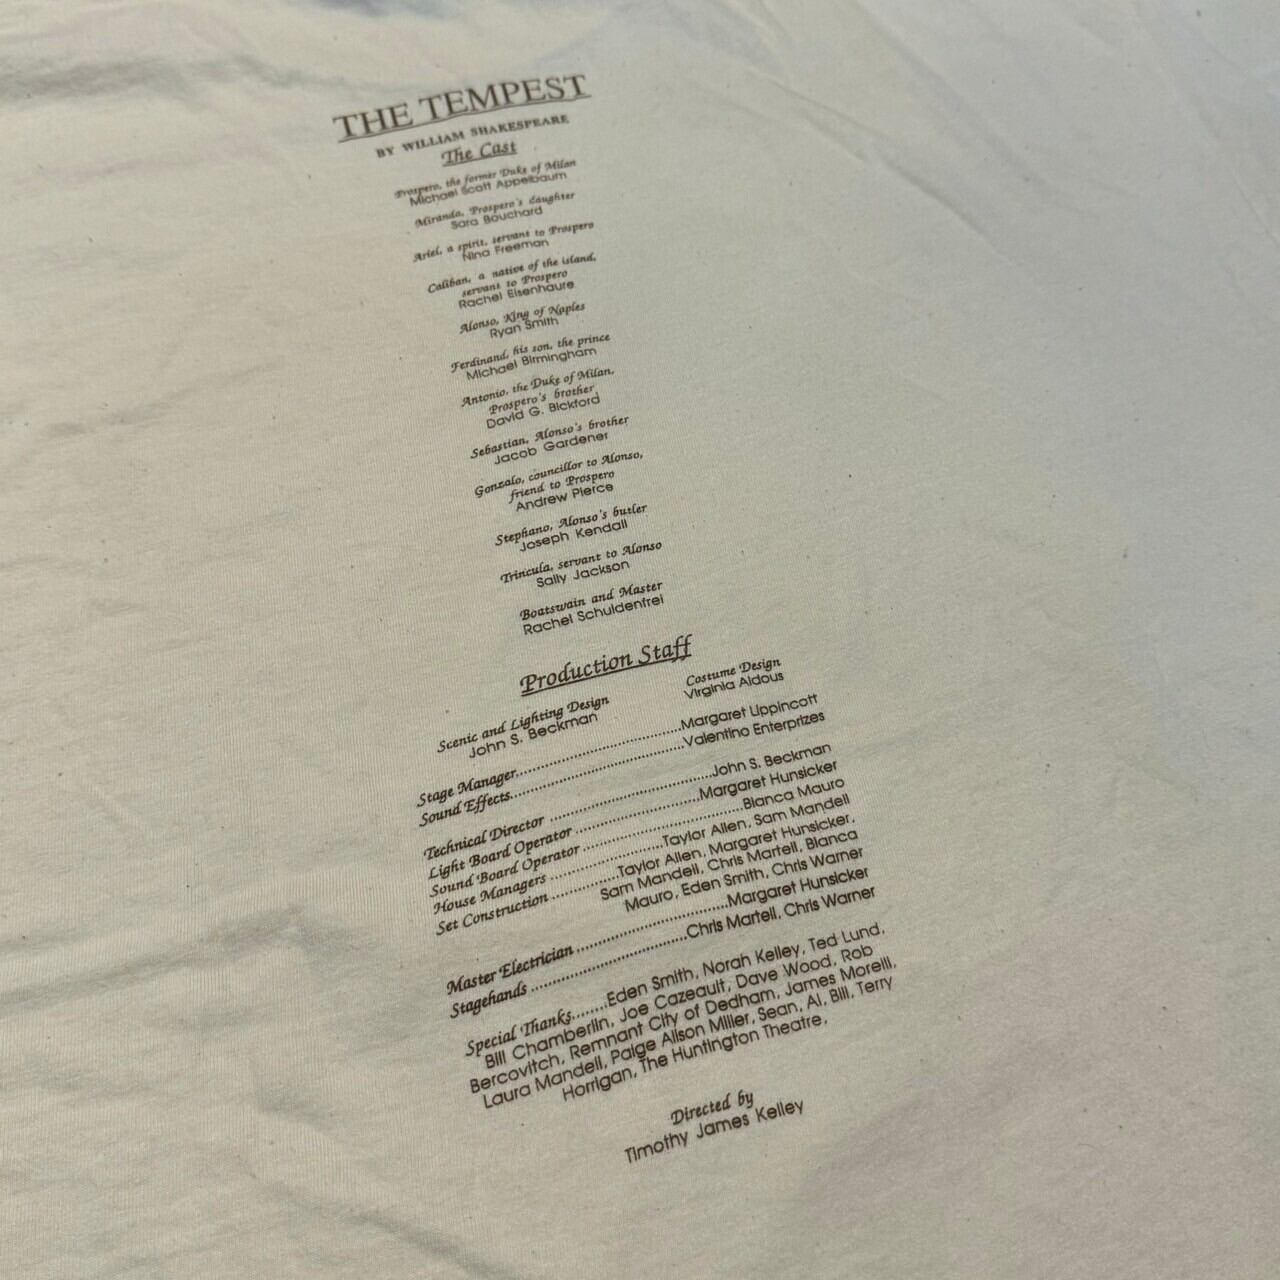 THE TEMPEST
BY WILLIAM SHAKESPEARE
The Cast
Prospero, the former Duke of Milan
Michael Scott Appelbaum
Miranda, Prospero's daughter
Sara Bouchard
Ariel, a spirit, servant to Prospero
Nina Freeman
Caliban, a native of the island,
servant to Prospero
Rachel Eisenhaure
Alonso, King of Naples
Ryan Smith
Ferdinand, his son, the prince
Michael Birmingham
Antonio, the Duke of Milan,
Prospero's brother
David G. Bickford
Sebastian, Alonso's brother
Jacob Gardener
Gonzalo, councillor to Alonso,
friend to Prospero
Andrew Pierce
Stephano, Alonso's butler
Joseph Kendall
Trincula, servant to Alonso
Sally Jackson
Boatswain and Master
Rachel Schuldenfrei
Production Staff
Scenic and Lighting Design
John S. Beckman
Costume Design
Virginia Aldous
Stage Manager..............................Margaret Lippincott
Sound Effects...............................Valentino Enterprizes
Technical Director ..............................John S. Beckman
Light Board Operator ......................Margaret Hunsicker
Sound Board Operator .............................Bianca Mauro
House Managers ....................Taylor Allen, Sam Mandell
Set Construction ..............Taylor Allen, Margaret Hunsicker,
Sam Mandell, Chris Martell, Bianca
Mauro, Eden Smith, Chris Warner
Master Electrician ...........................Margaret Hunsicker
Stagehands ............................Chris Martell, Chris Warner
Special Thanks........Eden Smith, Norah Kelley, Ted Lund,
Bill Chamberlin, Joe Cazeault, Dave Wood, Rob
Bercovitch, Remnant City of Dedham, James Morelli,
Laura Mandell, Paige Alison Miller, Sean, Al, Bill, Terry
Horrigan, The Huntington Theatre,
Directed by
Timothy James Kelley